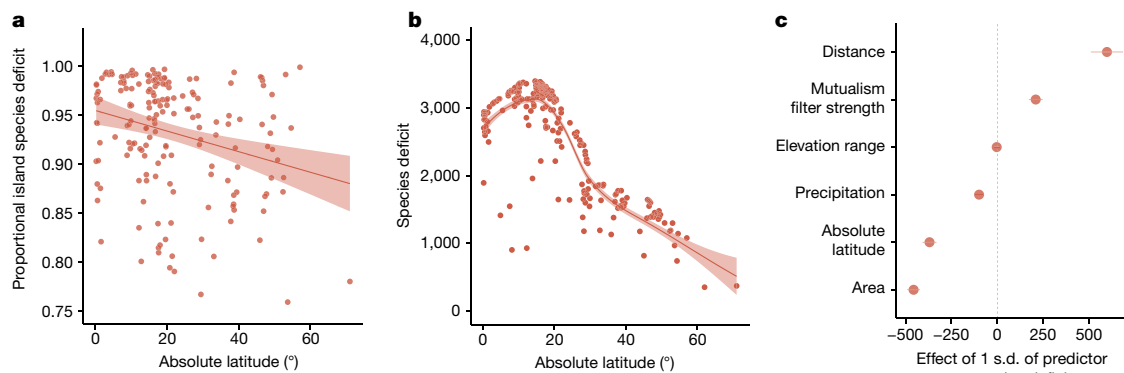 a
Proportional island species deficit
1.00
0.95
0.90
0.85
0.80
0.75
0
20
40
60
Absolute latitude (°)
b
Species deficit
4,000
3,000
2,000
1,000
0
0
20
40
60
Absolute latitude (°)
c
Distance
Mutualism
filter strength
Elevation range
Precipitation
Absolute
latitude
Area
−500
−250
0
250
500
Effect of 1 s.d. of predictor